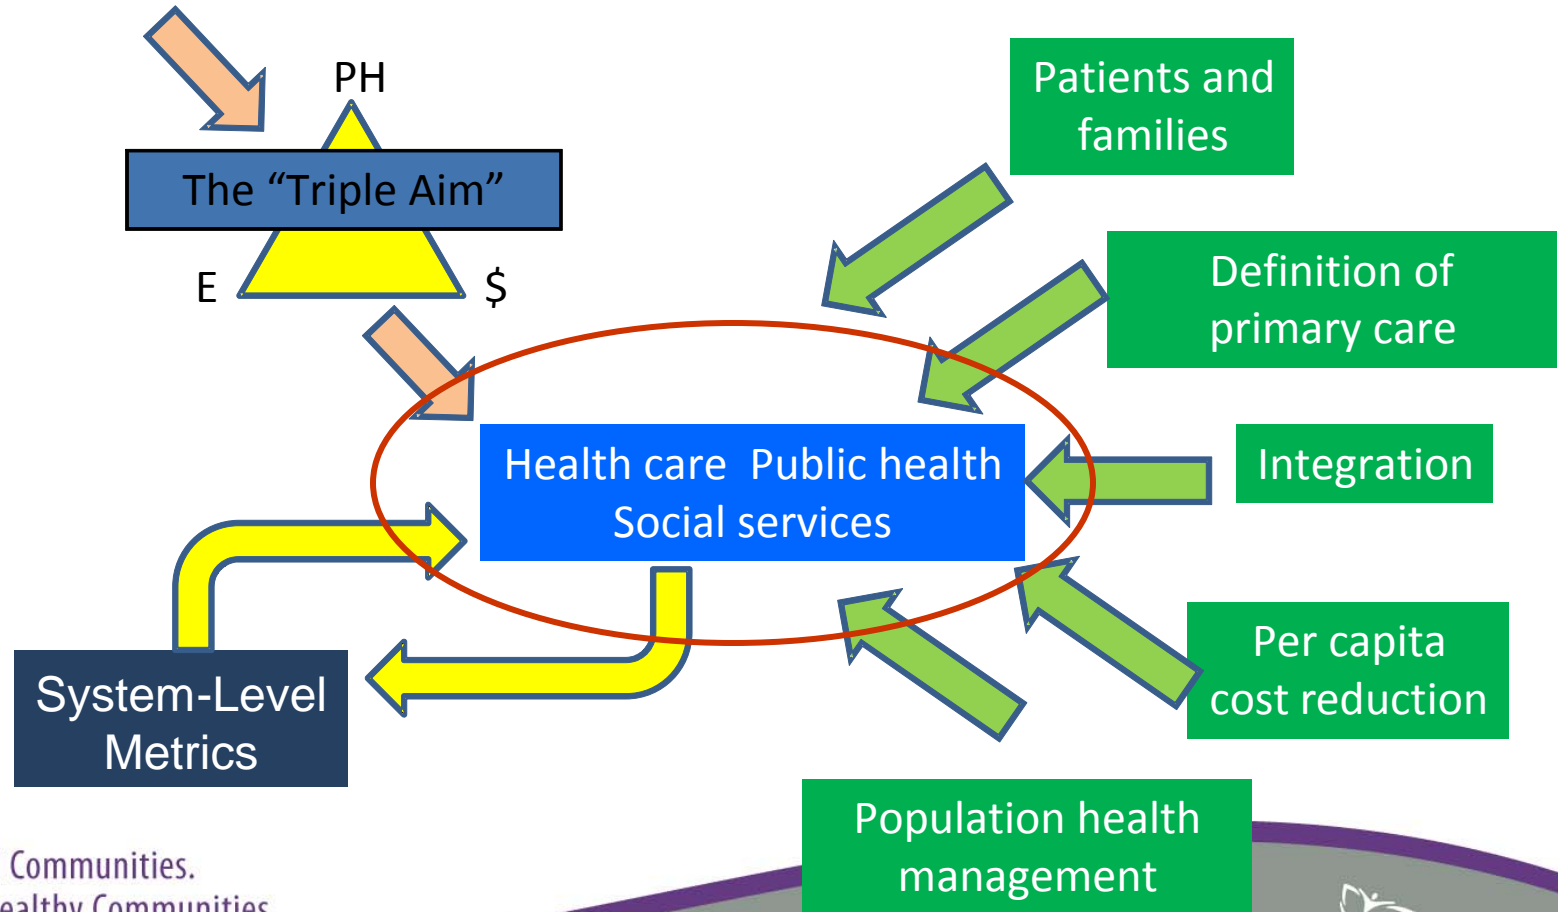 PH
The “Triple Aim”
E
$
Patients and
families
Definition of
primary care
Health care Public health
Social services
Integration
System-Level
Metrics
Per capita
cost reduction
Population health
management
Communities.
Communities